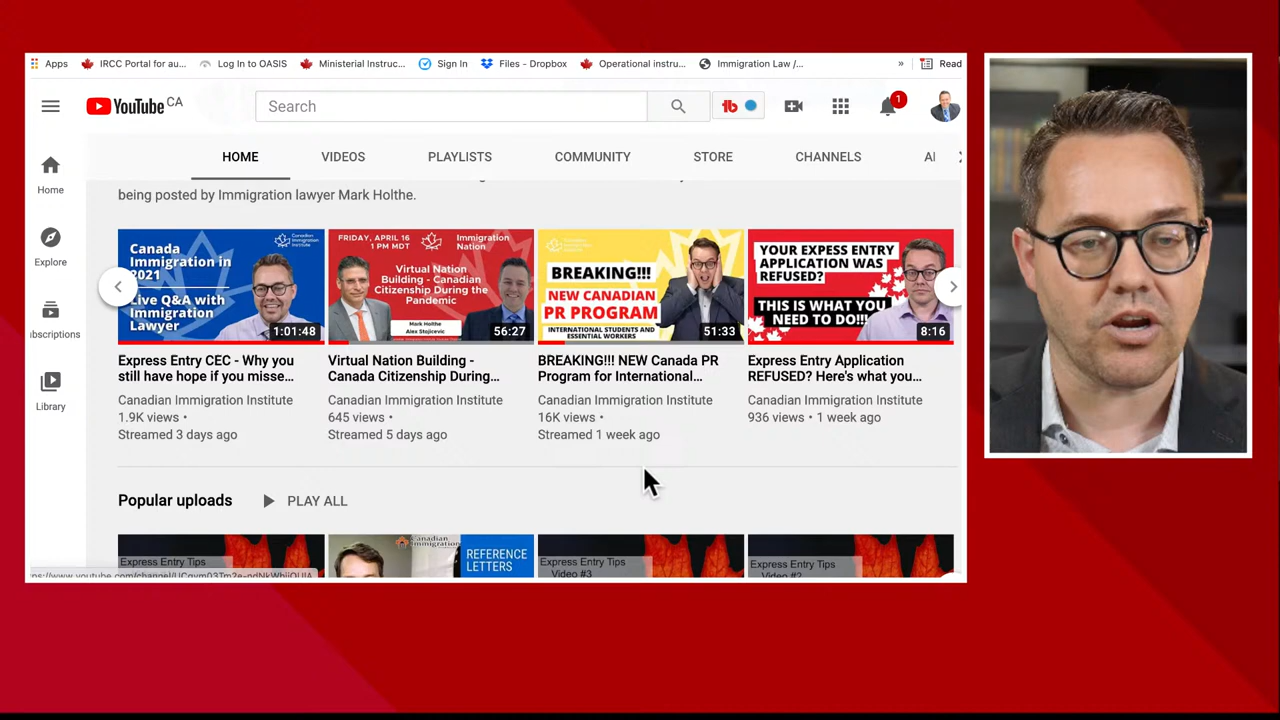 Apps
IRCC Portal for au...
Log In to OASIS
Ministerial Instruc...
Sign In
Files - Dropbox
Operational instru...
Immigration Law /...
»
Read
YouTube CA
Search
1
HOME
VIDEOS
PLAYLISTS
COMMUNITY
STORE
CHANNELS
Home
Explore
Library
being posted by Immigration lawyer Mark Holthe.
Canada
Immigration in
2021
Live Q&A with
Immigration
Lawyer
Canadian
Immigration
Institute
1:01:48
FRIDAY, APRIL 16
1 PM MDT
Immigration
Nation
Virtual Nation
Building - Canadian
Citizenship During the
Pandemic
Mark Holthe
Alex Stojicevic
56:27
BREAKING!!!
NEW CANADIAN
PR PROGRAM
INTERNATIONAL STUDENTS AND
ESSENTIAL WORKERS
51:33
YOUR EXPESS ENTRY
APPLICATION WAS
REFUSED?
THIS IS WHAT YOU
NEED TO DO!!!
8:16
Express Entry CEC - Why you
still have hope if you misse...
Canadian Immigration Institute
1.9K views •
Streamed 3 days ago
Virtual Nation Building -
Canada Citizenship During...
Canadian Immigration Institute
645 views •
Streamed 5 days ago
BREAKING!!! NEW Canada PR
Program for International...
Canadian Immigration Institute
16K views •
Streamed 1 week ago
Express Entry Application
REFUSED? Here's what you...
Canadian Immigration Institute
936 views • 1 week ago
Popular uploads
PLAY ALL
Express Entry Tips
Canadian
Immigration
REFERENCE
LETTERS
Express Entry Tips
Video #3
Express Entry Tips
Video #2